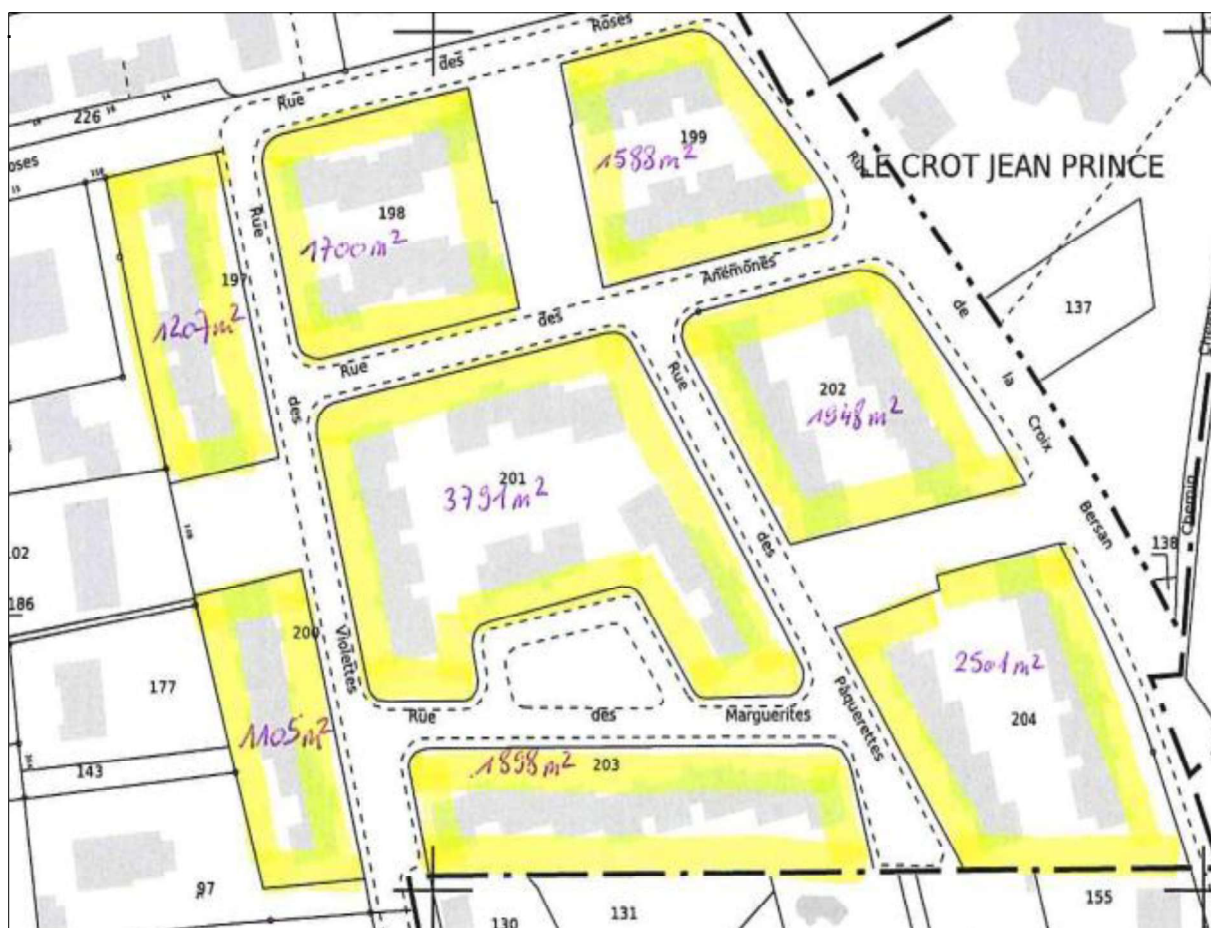 Roses
des
Rue
226
oses
199
1588 m²
Rue
LE CROT JEAN PRINCE
198
1700 m²
Rue
197
1207 m²
Anémones
des
Rue
137
de
la
Croix
Bersan
Chemin
138
202
1948 m²
Rue
des
Pâquerettes
des
Violettes
201
3791 m²
102
186
200
1105 m²
177
143
97
Rue
des
Marguerites
203
1898 m²
2501 m²
204
130
131
155